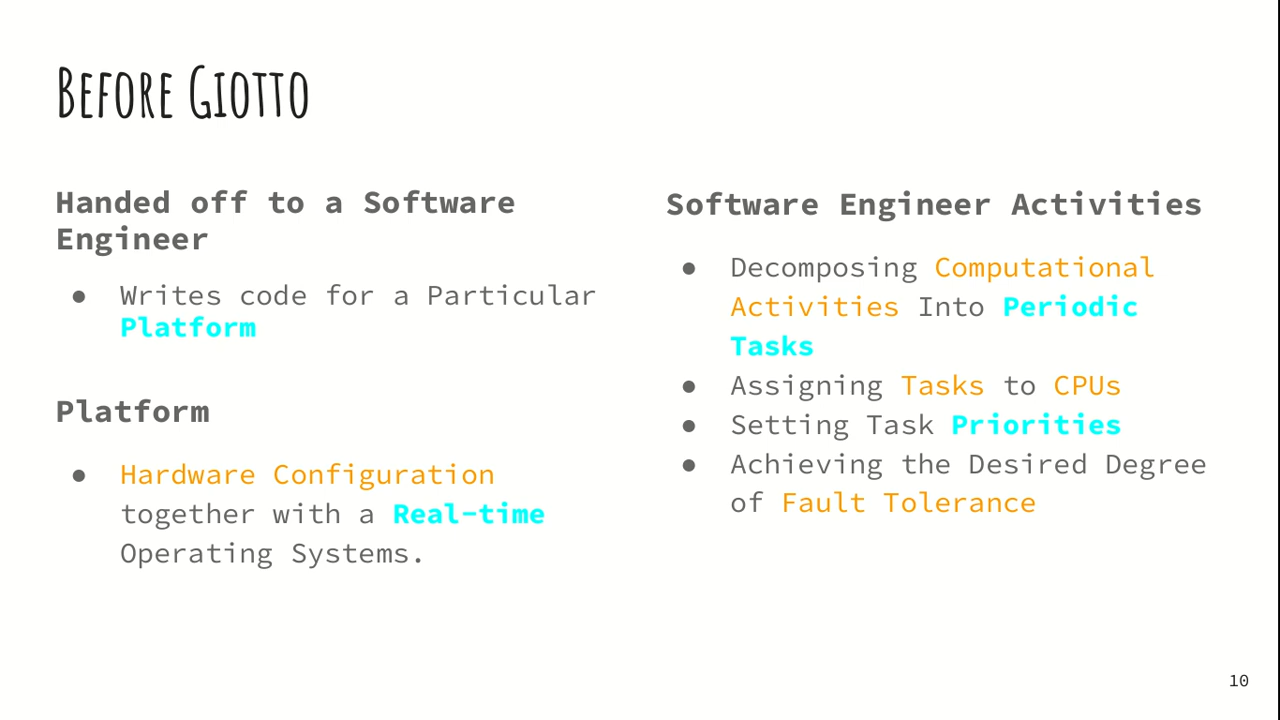 Before Giotto
Handed off to a Software
Engineer
● Writes code for a Particular
Platform
Platform
● Hardware Configuration
together with a Real-time
Operating Systems.
Software Engineer Activities
● Decomposing Computational
Activities Into Periodic
Tasks
● Assigning Tasks to CPUs
● Setting Task Priorities
● Achieving the Desired Degree
of Fault Tolerance
10